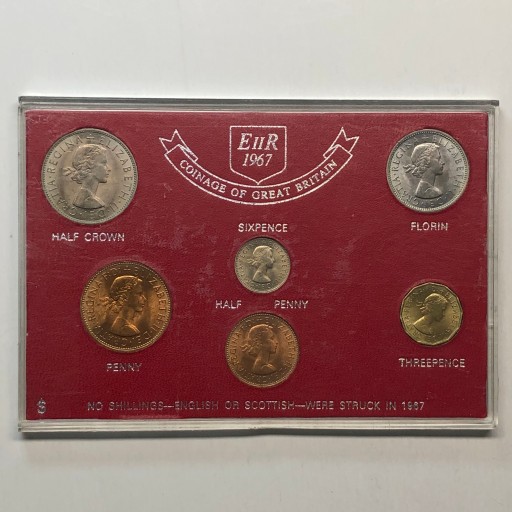 EIIR
1967
COINAGE OF GREAT BRITAIN
HALF CROWN
SIXPENCE
FLORIN
HALF PENNY
PENNY
THREEPENCE
NO SHILLINGS—ENGLISH OR SCOTTISH—WERE STRUCK IN 1967